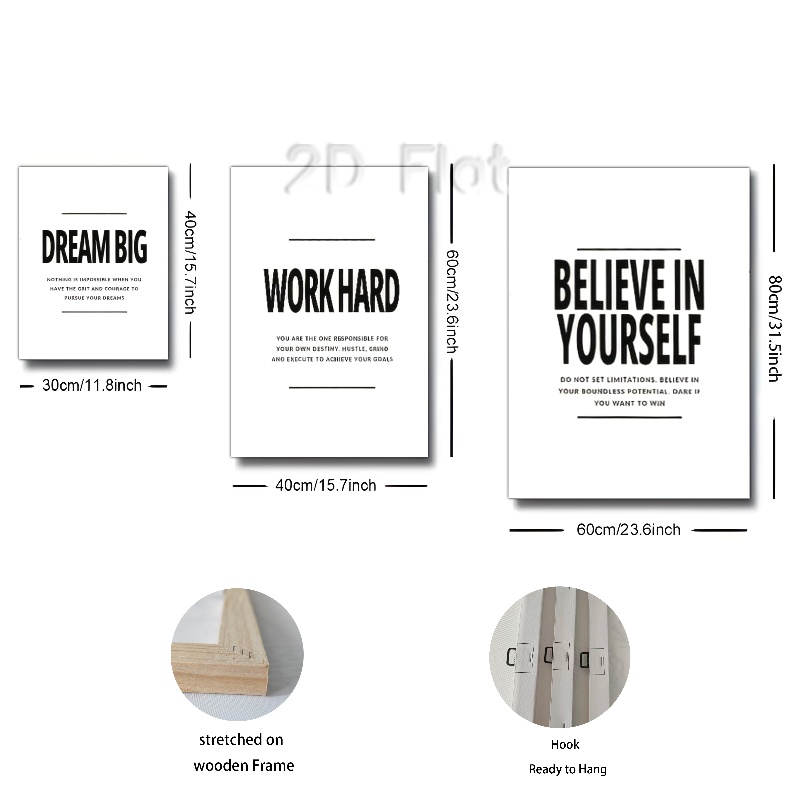 2D Flat
DREAM BIG
NOTHING IS IMPOSSIBLE WHEN YOU
HAVE THE GRIT AND COURAGE TO
PURSUE YOUR DREAMS
40cm/15.7inch
30cm/11.8inch
WORK HARD
YOU ARE THE ONE RESPONSIBLE FOR
YOUR OWN DESTINY. HUSTLE, GRIND
AND EXECUTE TO ACHIEVE YOUR GOALS
60cm/23.6inch
40cm/15.7inch
BELIEVE IN
YOURSELF
DO NOT SET LIMITATIONS. BELIEVE IN
YOUR BOUNDLESS POTENTIAL. DARE IF
YOU WANT TO WIN
80cm/31.5inch
60cm/23.6inch
stretched on
wooden Frame
Hook
Ready to Hang